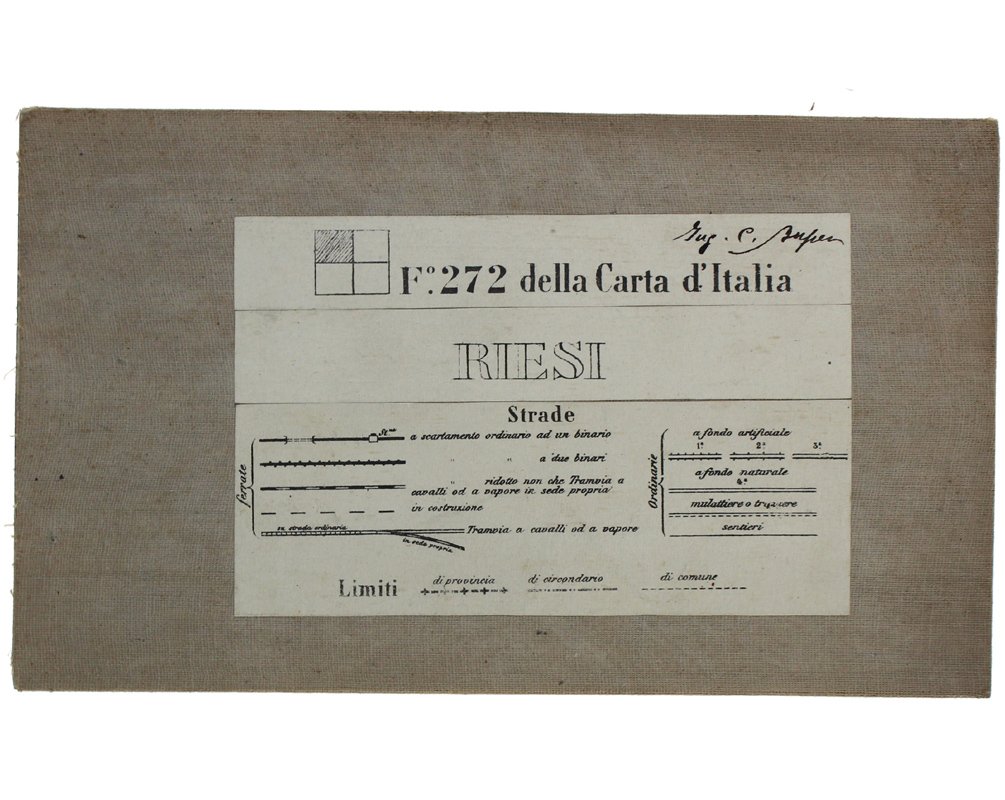 Ing. C.
F.º 272 della Carta d'Italia
RIESI
Strade
ferrate
Stne
a scartamento ordinario ad un binario
" " a due binari
" ridotto non che Tramvia a
cavalli od a vapore in sede propria
in costruzione
in strada ordinaria
Tramvia a cavalli od a vapore
in sede propria
Ordinarie
a fondo artificiale
1ª 2ª 3ª
a fondo naturale
4ª
mulattiere o
sentieri
Limiti
di provincia
di circondario
di comune